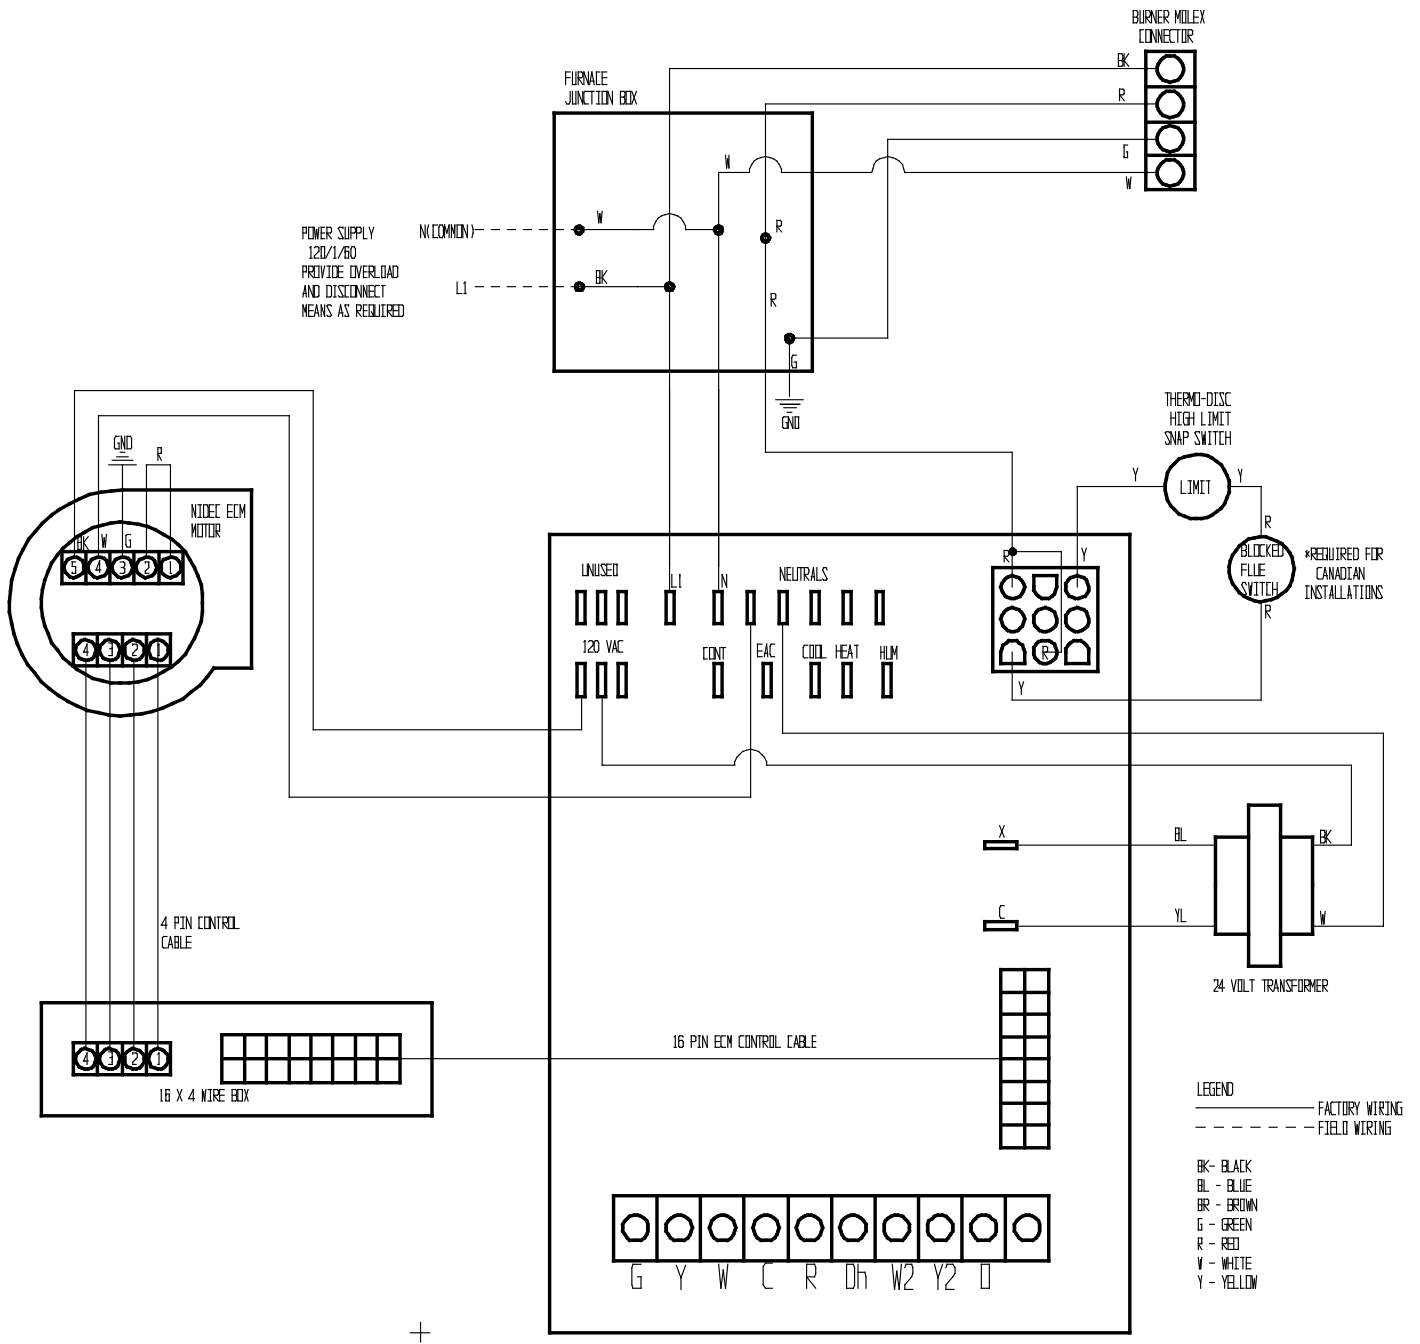 BURNER MOLEX
CONNECTOR
BK
R
G
W
FURNACE
JUNCTION BOX
W
W
R
BK
R
G
GND
POWER SUPPLY
120/1/60
PROVIDE OVERLOAD
AND DISCONNECT
MEANS AS REQUIRED
N(COMMON)
L1
THERMO-DISC
HIGH LIMIT
SNAP SWITCH
Y
LIMIT
Y
R
BLOCKED
FLUE
SWITCH
R
*REQUIRED FOR
CANADIAN
INSTALLATIONS
GND
R
NIDEC ECM
MOTOR
BK
W
G
5
4
3
2
1
4
3
2
1
UNUSED
L1
N
NEUTRALS
R
Y
120 VAC
CONT
EAC
COOL
HEAT
HUM
R
Y
X
BL
BK
C
YL
W
24 VOLT TRANSFORMER
4 PIN CONTROL
CABLE
4
3
2
1
16 X 4 WIRE BOX
16 PIN ECM CONTROL CABLE
G
Y
W
C
R
Dh
W2
Y2
O
LEGEND
FACTORY WIRING
FIELD WIRING
BK- BLACK
BL - BLUE
BR - BROWN
G - GREEN
R - RED
W - WHITE
Y - YELLOW